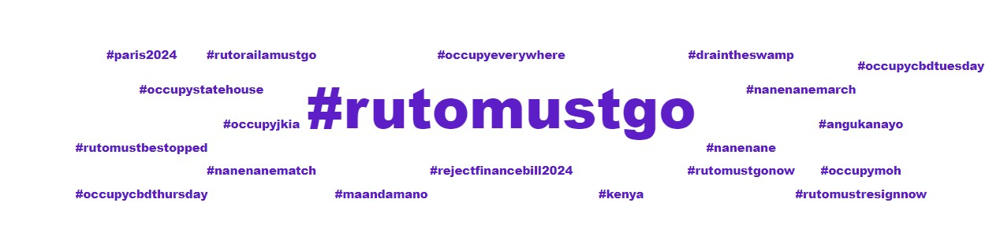 #paris2024 #rutorailamustgo #occupyeverywhere #draintheswamp
#occupycbdtuesday
#occupystatehouse #nanenanemarch
#rutomustgo
#occupyjkia #angukanayo
#rutomustbestopped #nanenane
#nanenanematch #rejectfinancebill2024 #rutomustgonow #occupymoh
#occupycbdthursday #maandamano #kenya #rutomustresignnow